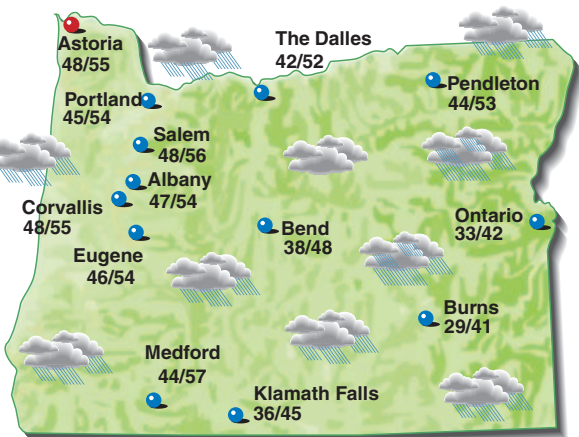 Astoria
48/55
The Dalles
42/52
Pendleton
44/53
Portland
45/54
Salem
48/56
Albany
47/54
Corvallis
48/55
Eugene
46/54
Bend
38/48
Ontario
33/42
Burns
29/41
Medford
44/57
Klamath Falls
36/45